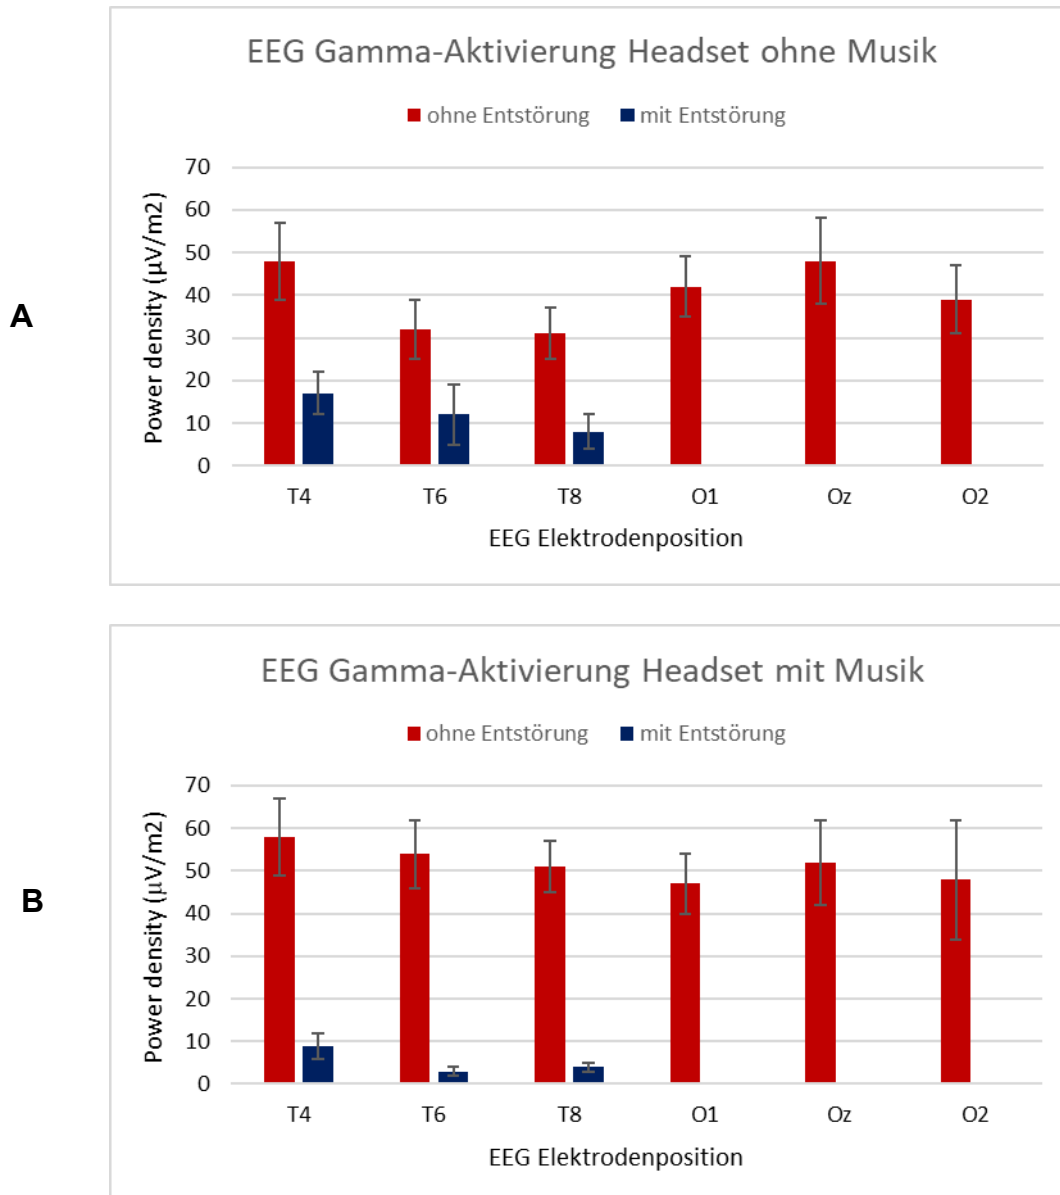 EEG Gamma-Aktivierung Headset ohne Musik
ohne Entstörung mit Entstörung
Power density (µV/m2)
70
60
50
40
30
20
10
0
T4 T6 T8 O1 Oz O2
EEG Elektrodenposition
A
EEG Gamma-Aktivierung Headset mit Musik
ohne Entstörung mit Entstörung
Power density (µV/m2)
70
60
50
40
30
20
10
0
T4 T6 T8 O1 Oz O2
EEG Elektrodenposition
B